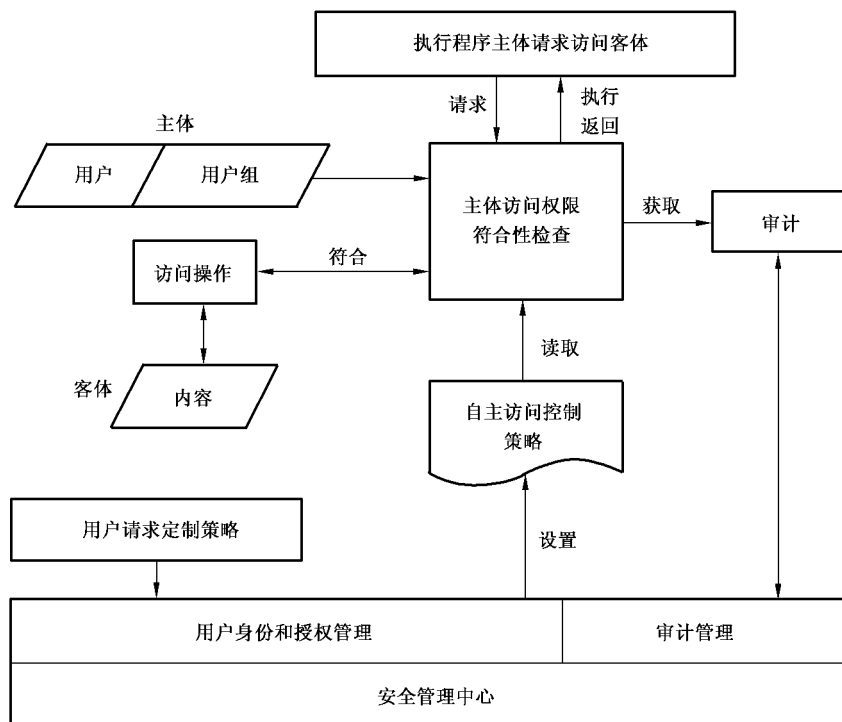 执行程序主体请求访问客体
请求
执行
返回
主体
用户
用户组
主体访问权限
符合性检查
获取
审计
访问操作
符合
读取
客体
内容
自主访问控制
策略
用户请求定制策略
设置
用户身份和授权管理
审计管理
安全管理中心